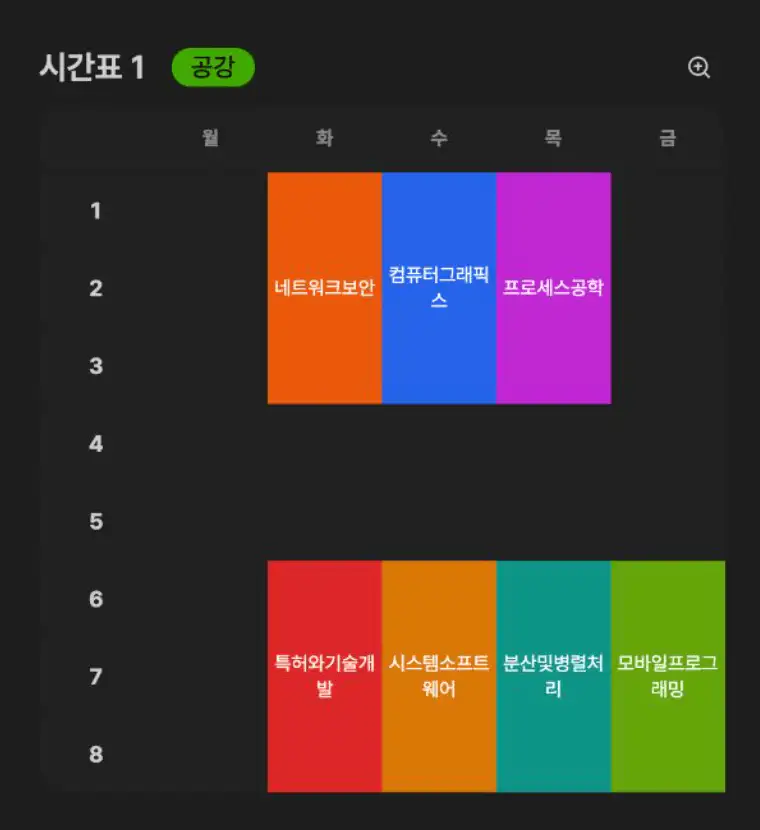 시간표 1 공강
월 화 수 목 금
1
2
3
4
5
6
7
8
네트워크보안
컴퓨터그래픽
스
프로세스공학
특허와기술개
발
시스템소프트
웨어
분산및병렬처
리
모바일프로그
래밍